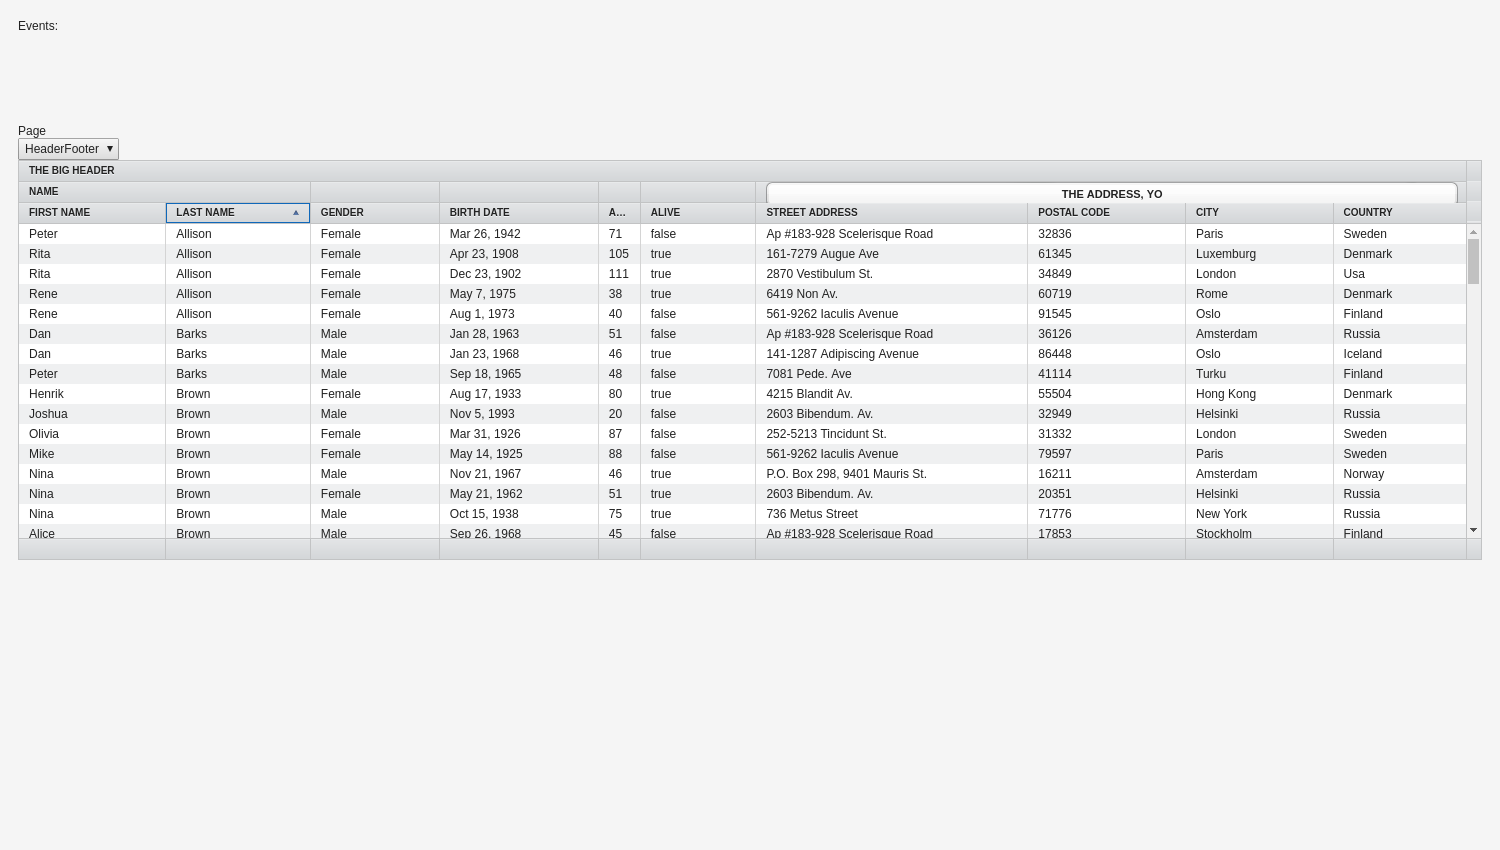 Events:
Page
HeaderFooter
THE BIG HEADER
NAME THE ADDRESS, YO
FIRST NAME LAST NAME GENDER BIRTH DATE A… ALIVE STREET ADDRESS POSTAL CODE CITY COUNTRY
Peter Allison Female Mar 26, 1942 71 false Ap #183-928 Scelerisque Road 32836 Paris Sweden
Rita Allison Female Apr 23, 1908 105 true 161-7279 Augue Ave 61345 Luxemburg Denmark
Rita Allison Female Dec 23, 1902 111 true 2870 Vestibulum St. 34849 London Usa
Rene Allison Female May 7, 1975 38 true 6419 Non Av. 60719 Rome Denmark
Rene Allison Female Aug 1, 1973 40 false 561-9262 Iaculis Avenue 91545 Oslo Finland
Dan Barks Male Jan 28, 1963 51 false Ap #183-928 Scelerisque Road 36126 Amsterdam Russia
Dan Barks Male Jan 23, 1968 46 true 141-1287 Adipiscing Avenue 86448 Oslo Iceland
Peter Barks Male Sep 18, 1965 48 false 7081 Pede. Ave 41114 Turku Finland
Henrik Brown Female Aug 17, 1933 80 true 4215 Blandit Av. 55504 Hong Kong Denmark
Joshua Brown Male Nov 5, 1993 20 false 2603 Bibendum. Av. 32949 Helsinki Russia
Olivia Brown Female Mar 31, 1926 87 false 252-5213 Tincidunt St. 31332 London Sweden
Mike Brown Female May 14, 1925 88 false 561-9262 Iaculis Avenue 79597 Paris Sweden
Nina Brown Male Nov 21, 1967 46 true P.O. Box 298, 9401 Mauris St. 16211 Amsterdam Norway
Nina Brown Female May 21, 1962 51 true 2603 Bibendum. Av. 20351 Helsinki Russia
Nina Brown Male Oct 15, 1938 75 true 736 Metus Street 71776 New York Russia
Alice Brown Male Sep 26, 1968 45 false Ap #183-928 Scelerisque Road 17853 Stockholm Finland